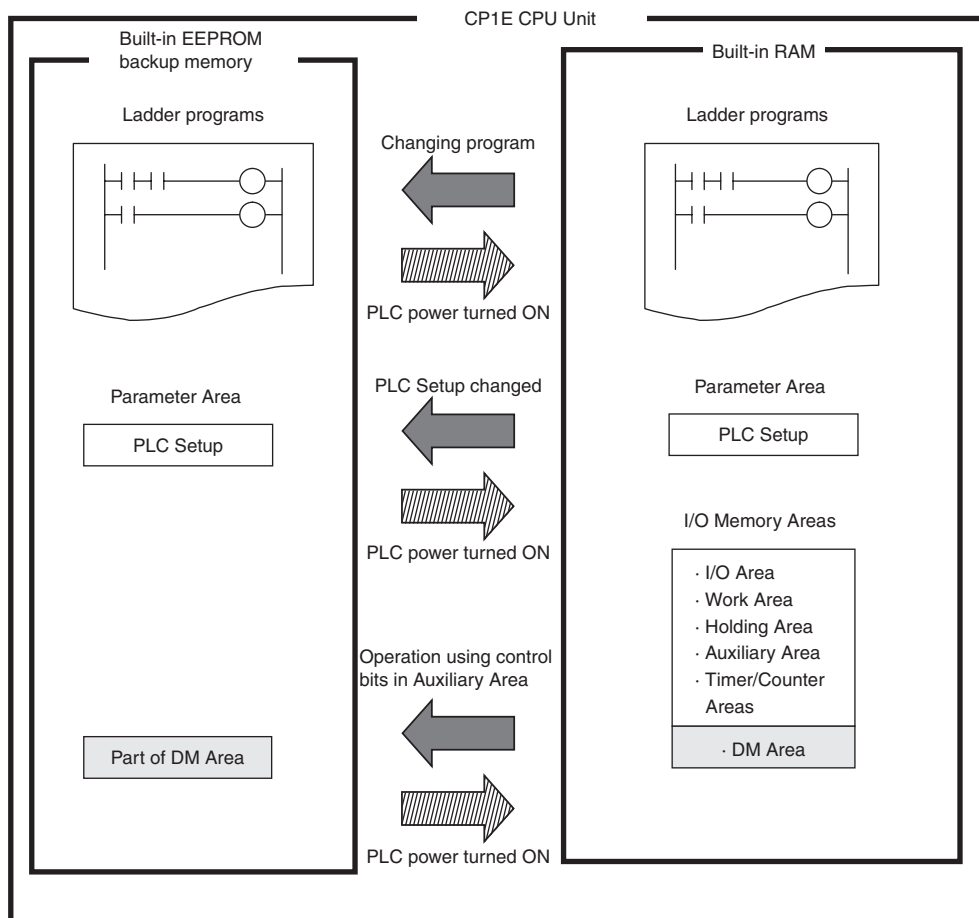 CP1E CPU Unit
Built-in EEPROM
backup memory
Built-in RAM
Ladder programs
Ladder programs
Changing program
PLC power turned ON
Parameter Area
PLC Setup
PLC Setup changed
PLC power turned ON
Parameter Area
PLC Setup
I/O Memory Areas
· I/O Area
· Work Area
· Holding Area
· Auxiliary Area
· Timer/Counter
Areas
· DM Area
Operation using control
bits in Auxiliary Area
Part of DM Area
PLC power turned ON